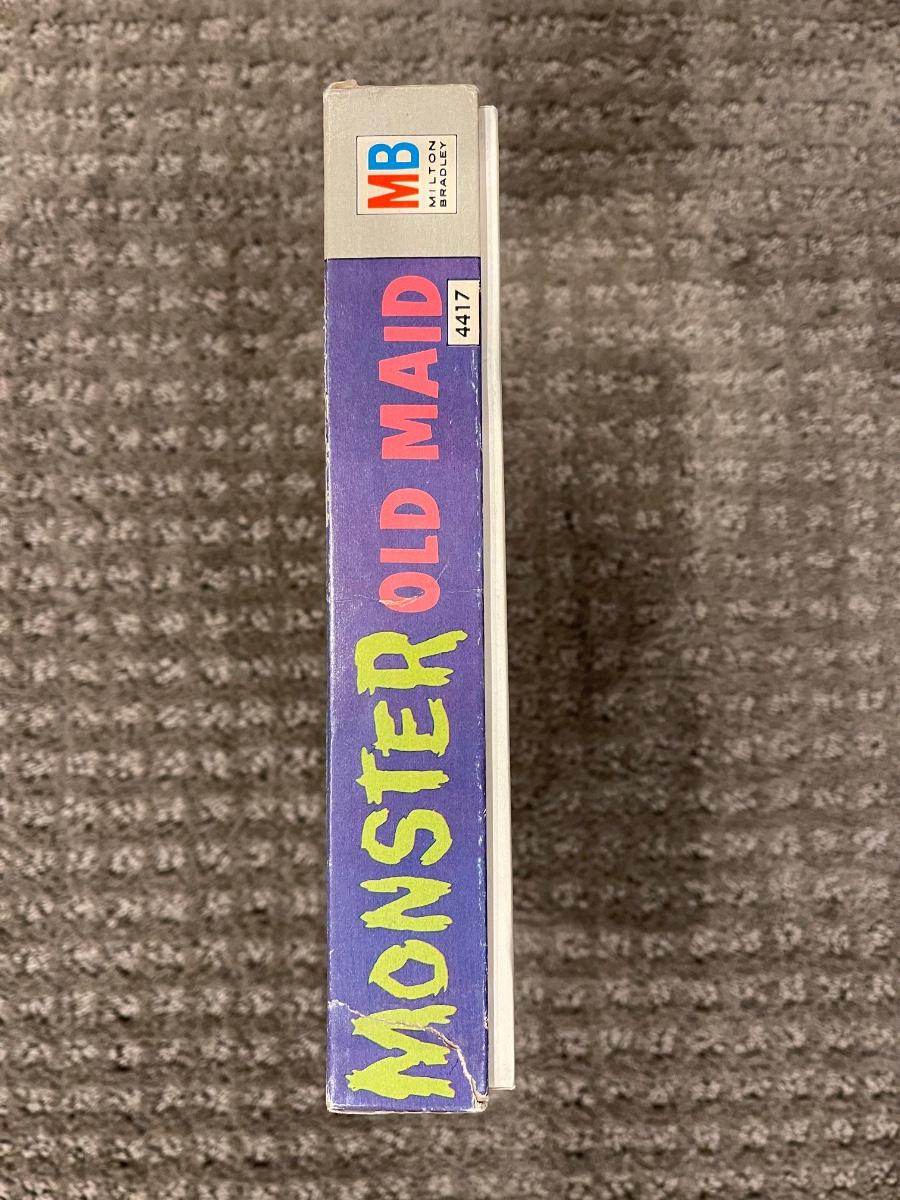 MONSTER OLD MAID
4417
MB
MILTON
BRADLEY